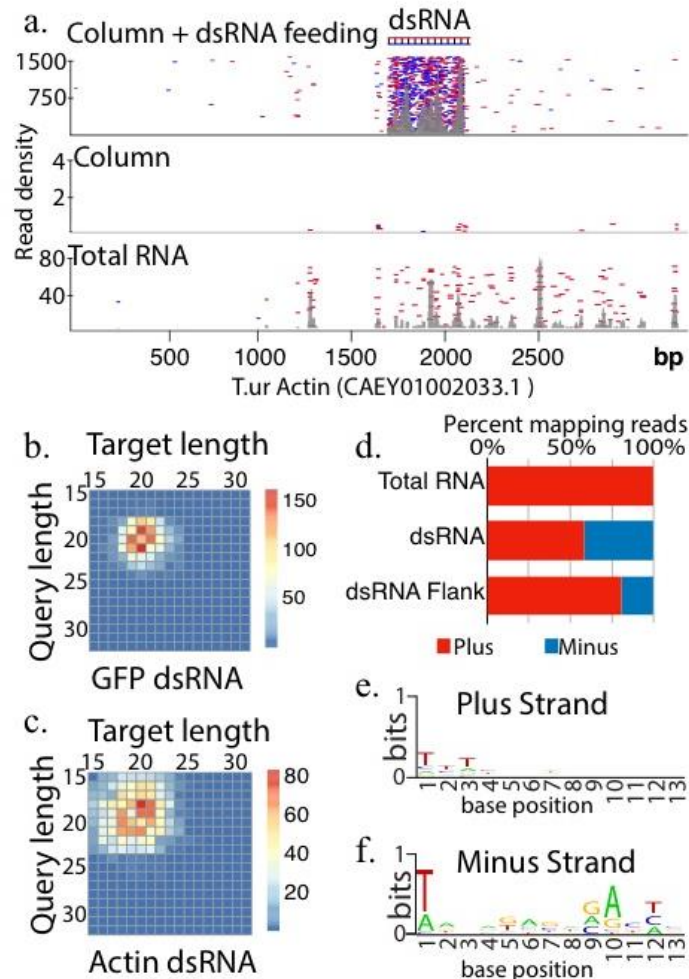 a.
dsRNA
Column + dsRNA feeding
1500
750
Read density
Column
4
2
0
Total RNA
80
40
500 1000 1500 2000 2500 bp
T.ur Actin (CAEY01002033.1 )
b.
Target length
15 20 25 30
15
20
25
30
Query length
150
100
50
GFP dsRNA
c.
Target length
15 20 25 30
15
20
25
30
Query length
80
60
40
20
Actin dsRNA
d.
Percent mapping reads
0% 50% 100%
Total RNA
dsRNA
dsRNA Flank
Plus Minus
e.
Plus Strand
1
bits
0
T T
1 2 3 4 5 6 7 8 9 10 11 12 13
base position
f.
Minus Strand
1
bits
0
T
A
G
A
A
G
T
C
1 2 3 4 5 6 7 8 9 10 11 12 13
base position